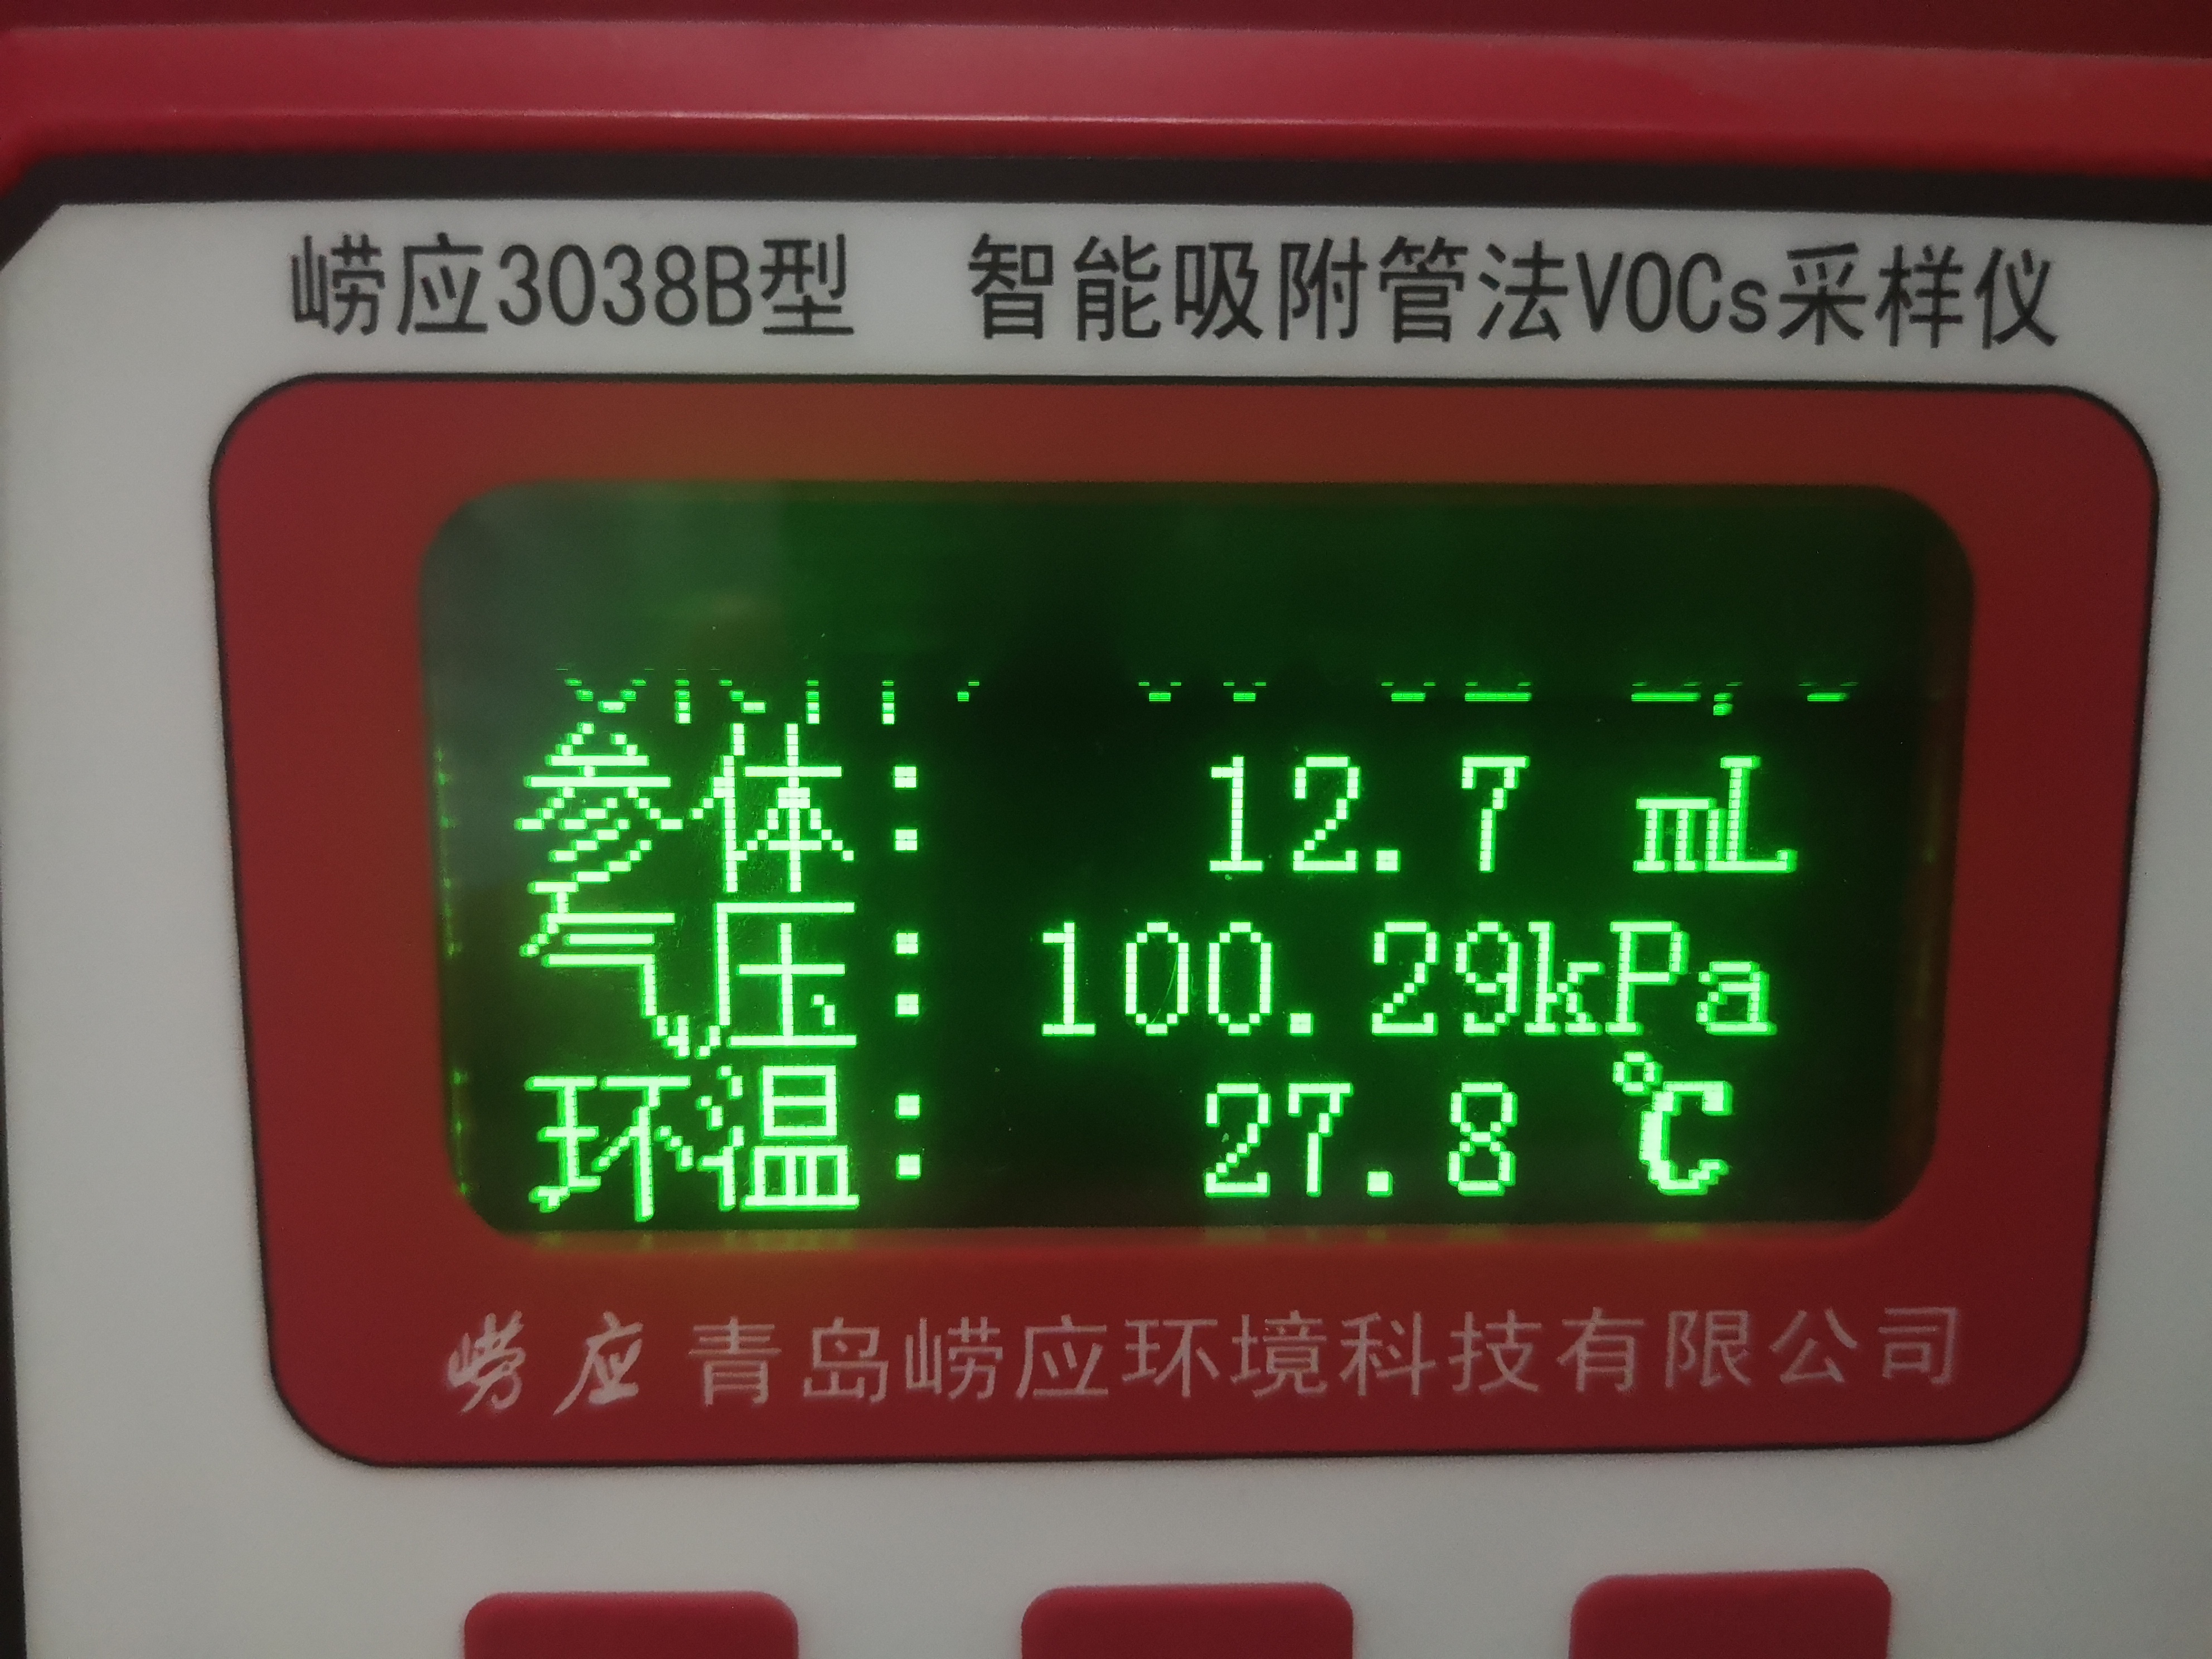 崂应3038B型 智能吸附管法VOCs采样仪
参体: 12.7 mL
气压: 100.29kPa
环温: 27.8 ℃
崂应 青岛崂应环境科技有限公司